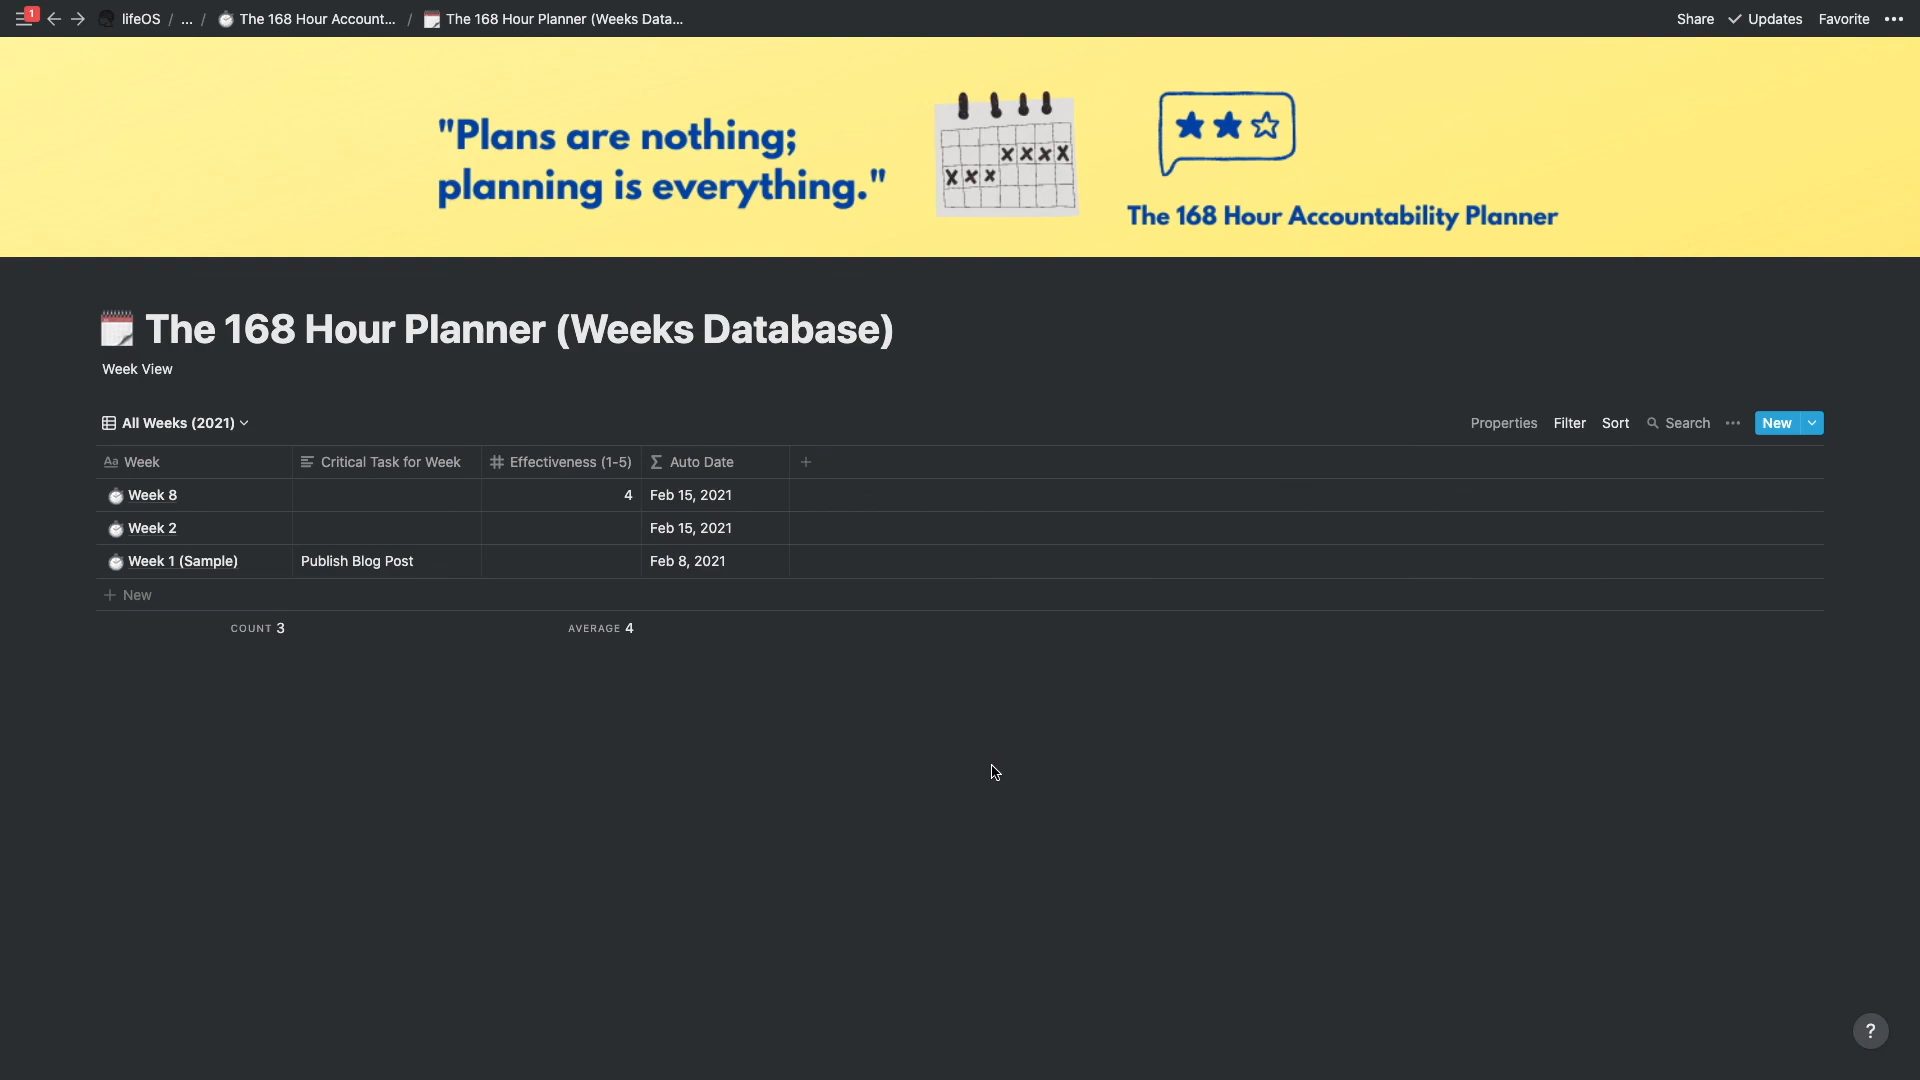 1
lifeOS / ... / The 168 Hour Account... / The 168 Hour Planner (Weeks Data...
Share Updates Favorite •••
"Plans are nothing;
planning is everything."
X X X X
X X X
The 168 Hour Accountability Planner
The 168 Hour Planner (Weeks Database)
Week View
All Weeks (2021)
Properties Filter Sort Search ••• New
Aa Week Critical Task for Week # Effectiveness (1-5) Σ Auto Date +
Week 8 4 Feb 15, 2021
Week 2 Feb 15, 2021
Week 1 (Sample) Publish Blog Post Feb 8, 2021
+ New
COUNT 3 AVERAGE 4
?